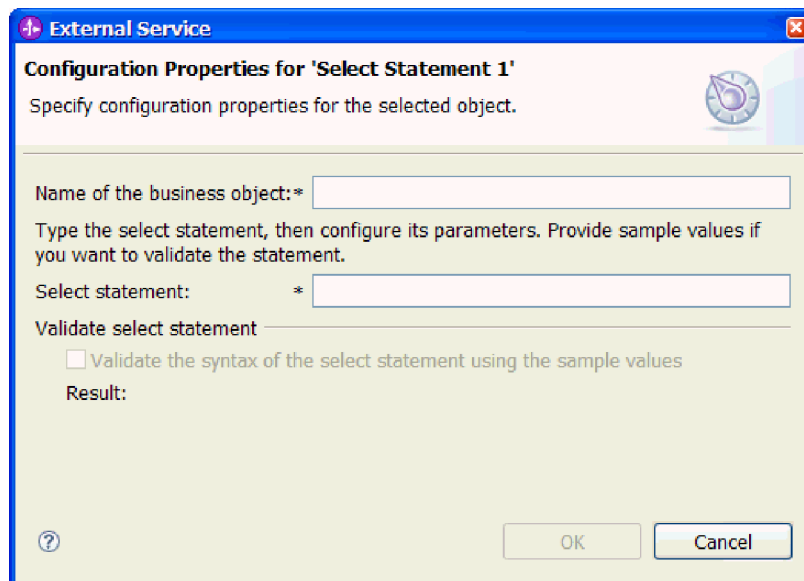 External Service
Configuration Properties for 'Select Statement 1'
Specify configuration properties for the selected object.
Name of the business object:*
Type the select statement, then configure its parameters. Provide sample values if
you want to validate the statement.
Select statement: *
Validate select statement
Validate the syntax of the select statement using the sample values
Result:
? OK Cancel